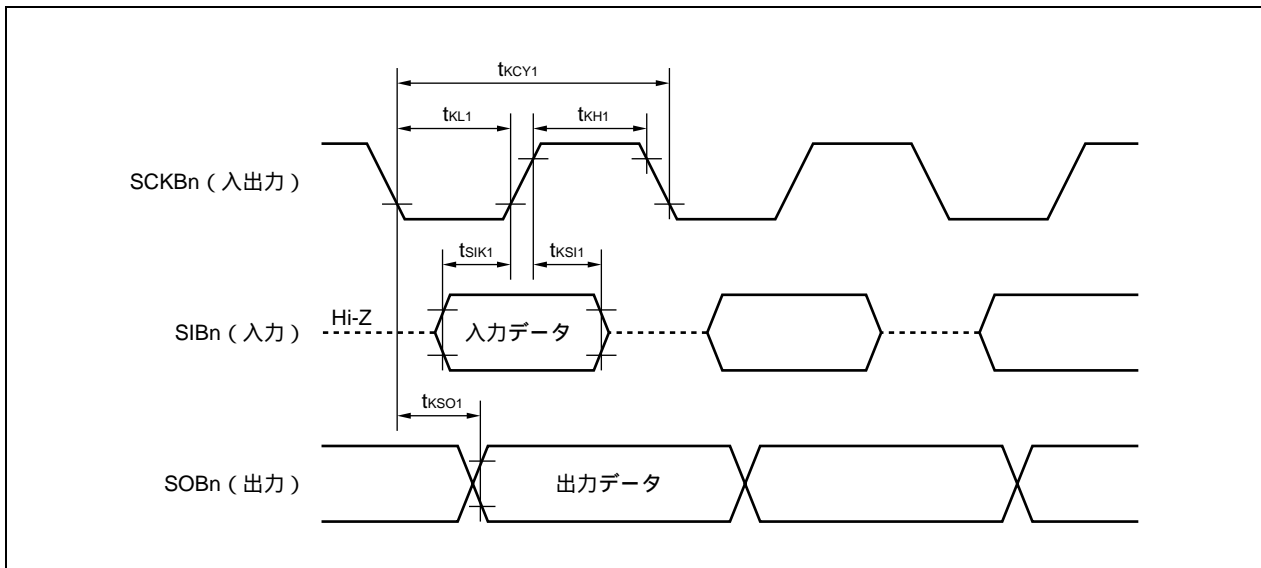 tKCY1
tKL1
tKH1
SCKBn（入出力）
tSIK1
tKSI1
Hi-Z
SIBn（入力）
入力データ
tKSO1
SOBn（出力）
出力データ